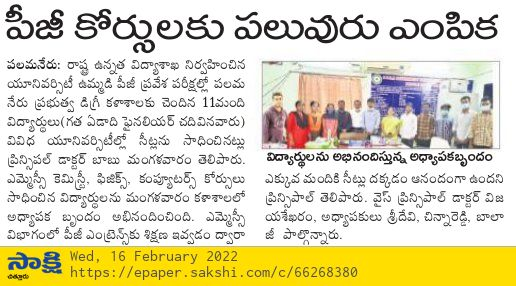 పీజీ కోర్సులకు పలువురు ఎంపిక
పలమనేరు: రాష్ట్ర ఉన్నత విద్యాశాఖ నిర్వహించిన
యూనివర్సిటీ ఉమ్మడి పీజీ ప్రవేశ పరీక్షల్లో పలమ
నేరు ప్రభుత్వ డిగ్రీ కళాశాలకు చెందిన 11మంది
విద్యార్థులు(గత ఏడాది ఫైనలియర్ చదివినవారు)
వివిధ యూనివర్సిటీల్లో సీట్లను సాధించినట్లు
ప్రిన్సిపల్ డాక్టర్ బాబు మంగళవారం తెలిపారు.
ఎమ్మెస్సీ కెమిస్ట్రీ, ఫిజిక్స్, కంప్యూటర్స్ కోర్సులు
సాధించిన విద్యార్థులను మంగళవారం కళాశాలలో
అధ్యాపక బృందం అభినందించింది. ఎమ్మెస్సీ
విభాగంలో పీజీ ఎంట్రెన్స్‌కు శిక్షణ ఇవ్వడం ద్వారా
విద్యార్థులను అభినందిస్తున్న అధ్యాపకబృందం
ఎక్కువ మందికి సీట్లు దక్కడం ఆనందంగా ఉందని
ప్రిన్సిపాల్ తెలిపారు. వైస్ ప్రిన్సిపాల్ డాక్టర్ విజ
యశేఖరం, అధ్యాపకులు శ్రీదేవి, చిన్నారెడ్డి, బాలా
జీ పాల్గొన్నారు.
సాక్షి
చిత్తూరు
Wed, 16 February 2022
https://epaper.sakshi.com/c/66268380